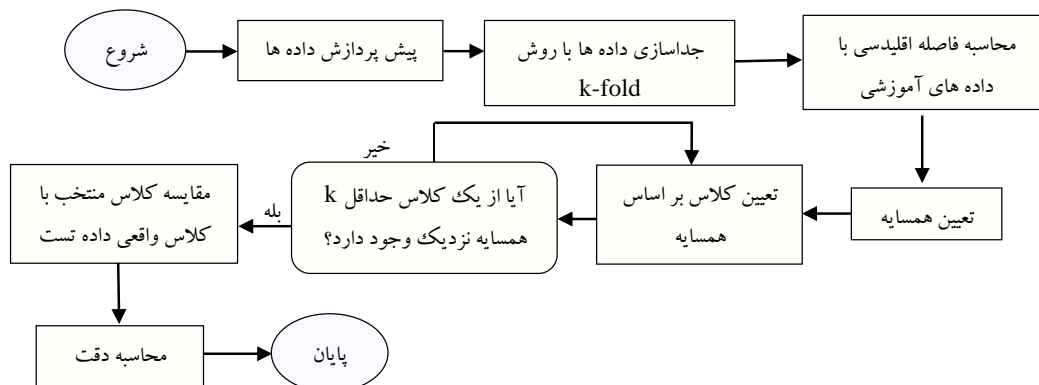 شروع
پیش پردازش داده ها
جداسازی داده ها با روش
k-fold
محاسبه فاصله اقلیدسی با
داده های آموزشی
تعیین همسایه
تعیین کلاس بر اساس
همسایه
خیر
آیا از یک کلاس حداقل k
همسایه نزدیک وجود دارد؟
بله
مقایسه کلاس منتخب با
کلاس واقعی داده تست
محاسبه دقت
پایان